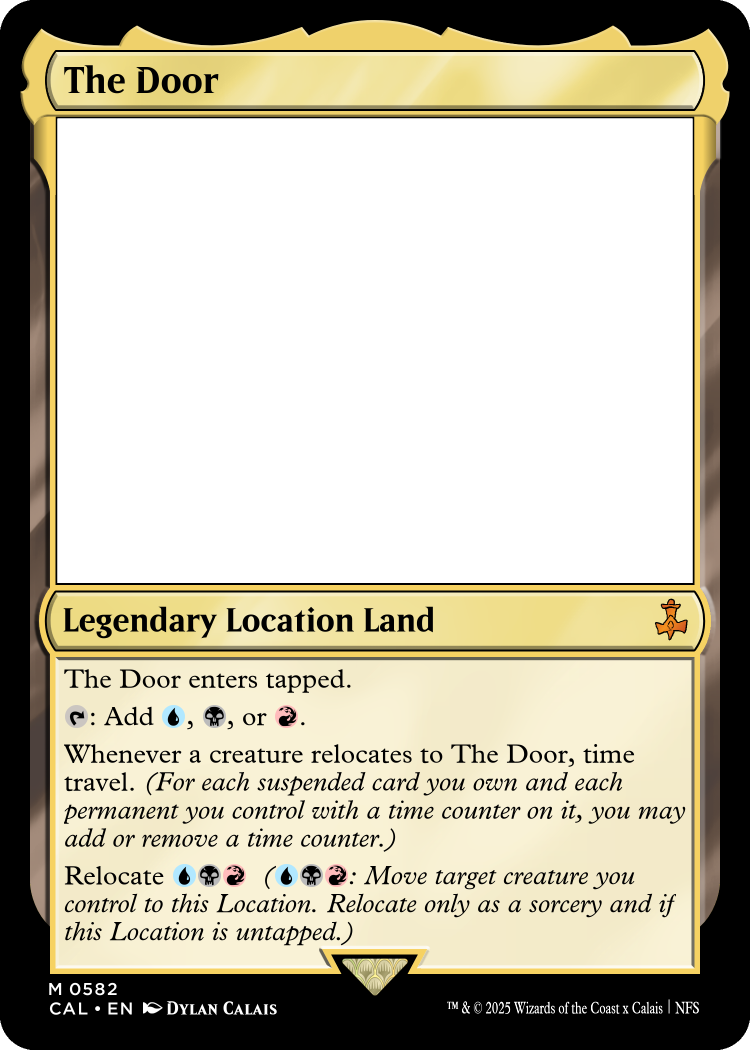 The Door
Legendary Location Land
The Door enters tapped.
: Add , , or .
Whenever a creature relocates to The Door, time
travel. (For each suspended card you own and each
permanent you control with a time counter on it, you may
add or remove a time counter.)
Relocate (: Move target creature you
control to this Location. Relocate only as a sorcery and if
this Location is untapped.)
M 0582
CAL • EN Dylan Calais
™ & © 2025 Wizards of the Coast x Calais | NFS